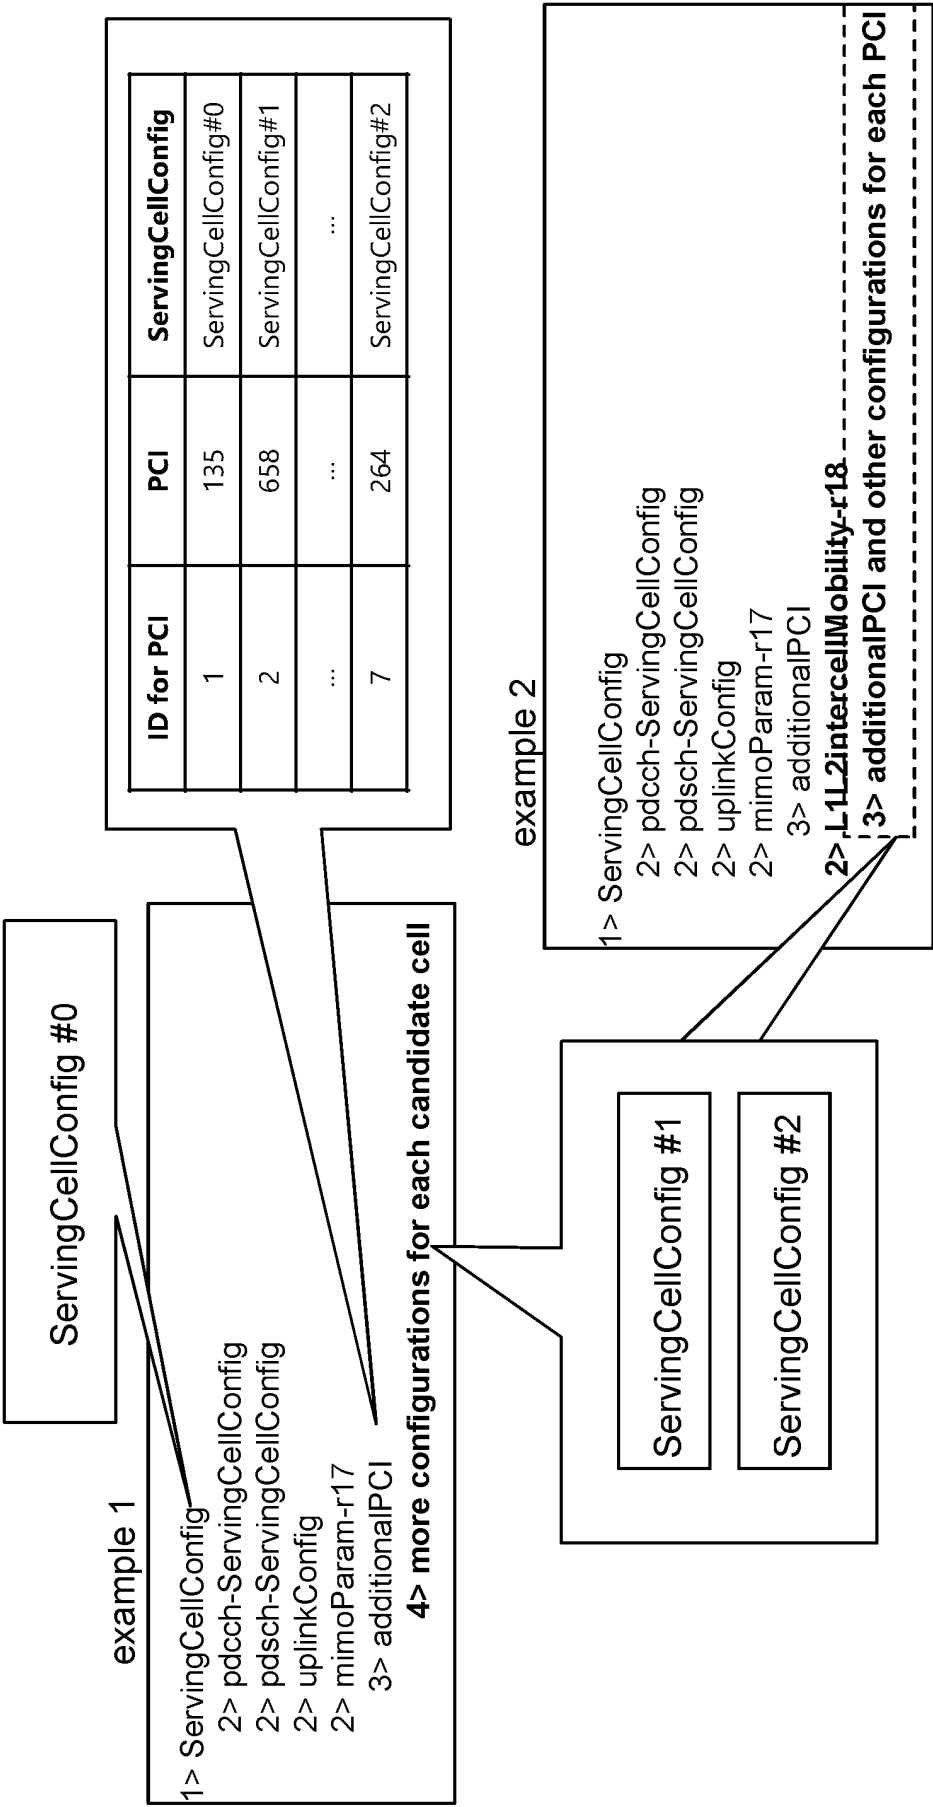 ServingCellConfig #0
example 1
1> ServingCellConfig
2> pdcch-ServingCellConfig
2> pdsch-ServingCellConfig
2> uplinkConfig
2> mimoParam-r17
3> additionalPCI
4> more configurations for each candidate cell
ID for PCI PCI ServingCellConfig
1 135 ServingCellConfig#0
2 658 ServingCellConfig#1
... ... ...
7 264 ServingCellConfig#2
ServingCellConfig #1
ServingCellConfig #2
example 2
1> ServingCellConfig
2> pdcch-ServingCellConfig
2> pdsch-ServingCellConfig
2> uplinkConfig
2> mimoParam-r17
3> additionalPCI
2> L1L2intercellMobility-r18
3> additionalPCI and other configurations for each PCI